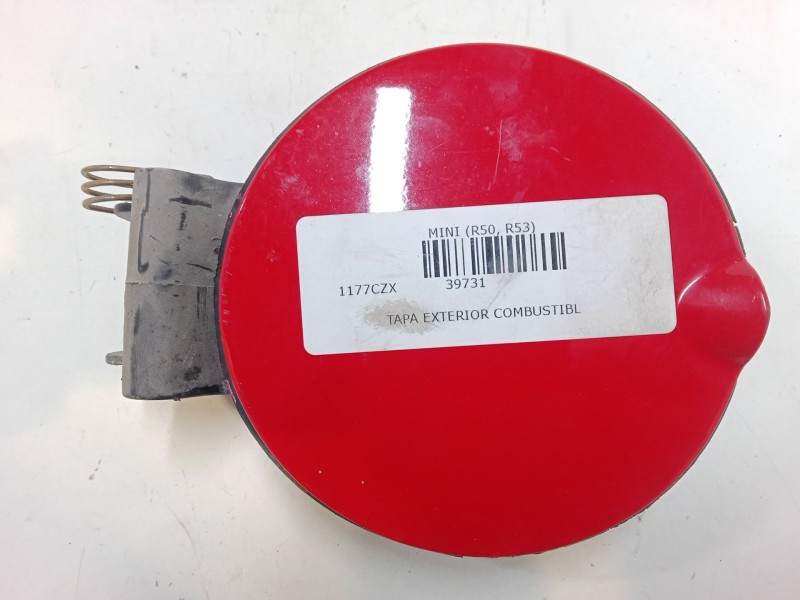 MINI (R50, R53)
1177CZX 39731
TAPA EXTERIOR COMBUSTIBL